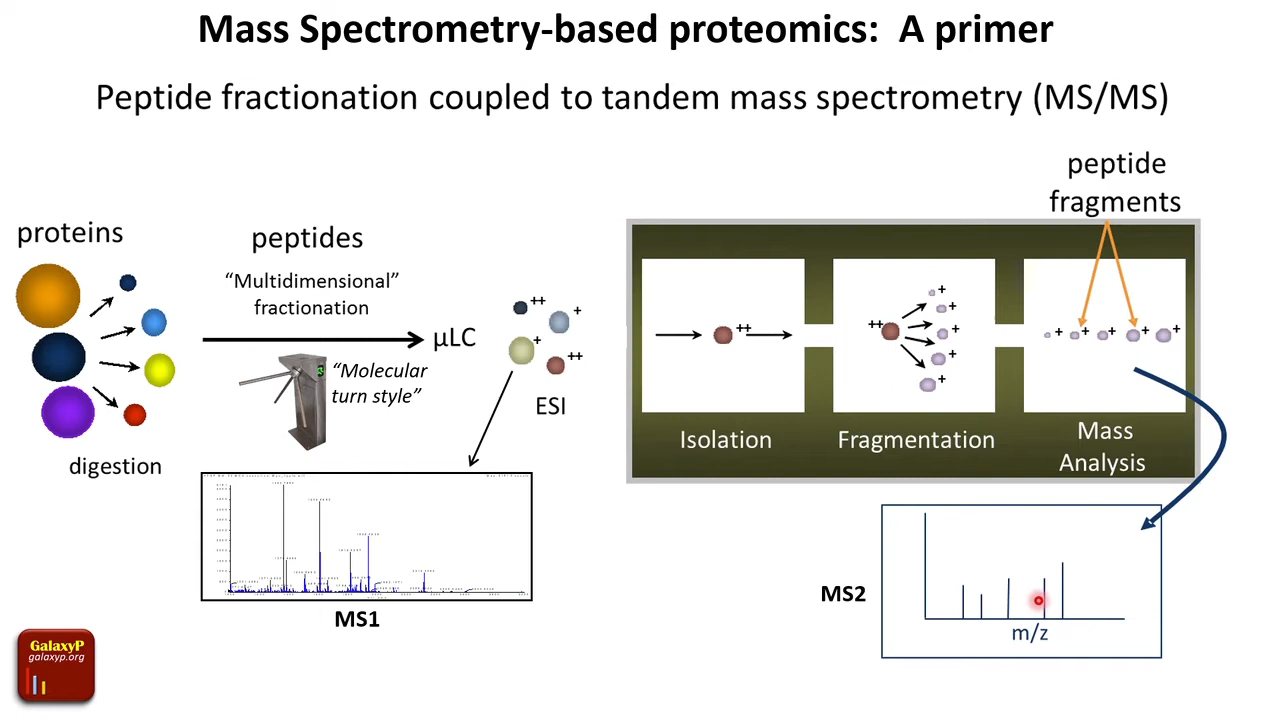 Mass Spectrometry-based proteomics:  A primer
Peptide fractionation coupled to tandem mass spectrometry (MS/MS)
peptide
fragments
proteins
peptides
“Multidimensional”
fractionation
µLC
“Molecular
turn style”
++
+
+
++
ESI
digestion
++
++
+
+
+
+
+
+
+
+
+
+
Isolation
Fragmentation
Mass
Analysis
MS1
MS2
m/z
GalaxyP
galaxyp.org